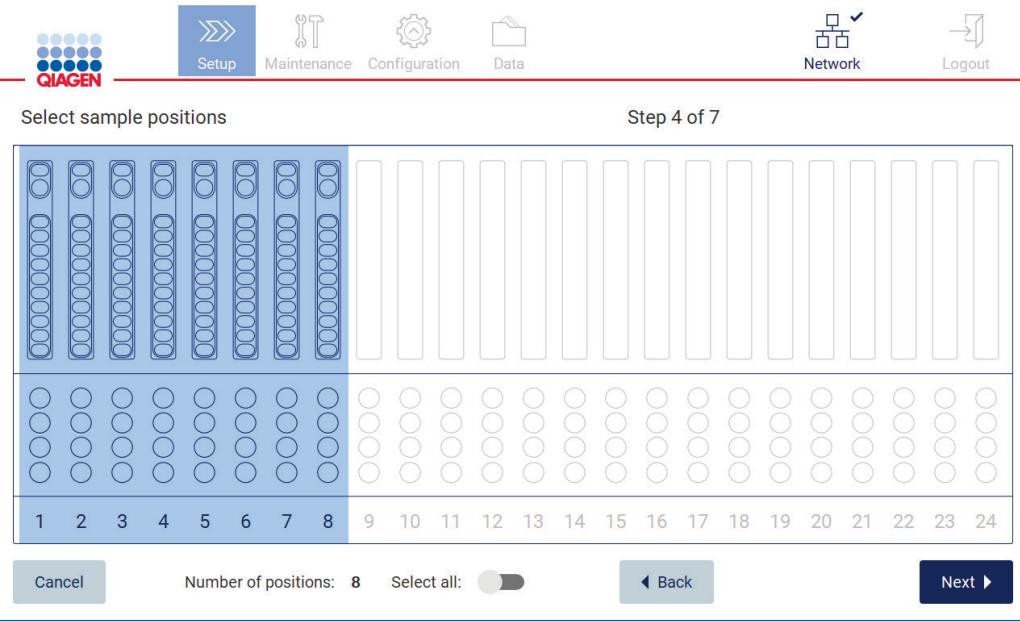 QIAGEN
Setup Maintenance Configuration Data Network Logout
Select sample positions Step 4 of 7
1 2 3 4 5 6 7 8 9 10 11 12 13 14 15 16 17 18 19 20 21 22 23 24
Cancel Number of positions: 8 Select all: Back Next